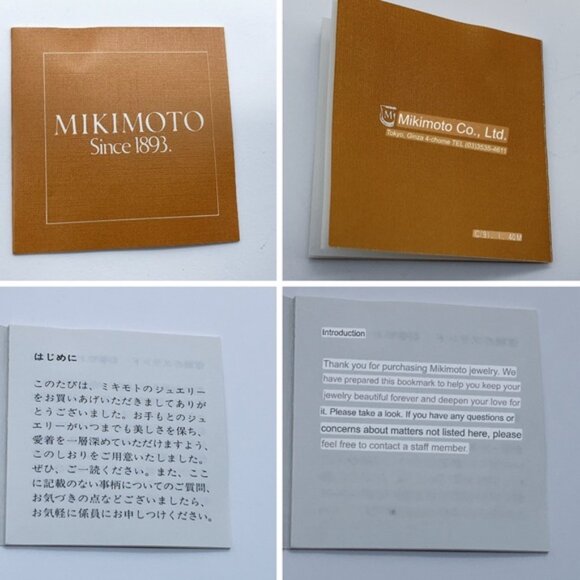 MIKIMOTO
Since 1893.
M
Mikimoto Co., Ltd.
Tokyo, Ginza 4-chome TEL (03)3535-4611
はじめに
このたびは、ミキモトのジュエリー
をお買いあげいただきましてありが
とうございました。お手もとのジュ
エリーがいつまでも美しさを保ち、
愛着を一層深めていただけますよう、
このしおりをご用意いたしました。
ぜひ、ご一読ください。また、ここ
に記載のない事柄についてのご質問、
お気づきの点などございましたら、
お気軽に係員にお申しつけください。
Introduction
Thank you for purchasing Mikimoto jewelry. We
have prepared this bookmark to help you keep your
jewelry beautiful forever and deepen your love for
it. Please take a look. If you have any questions or
concerns about matters not listed here, please
feel free to contact a staff member.